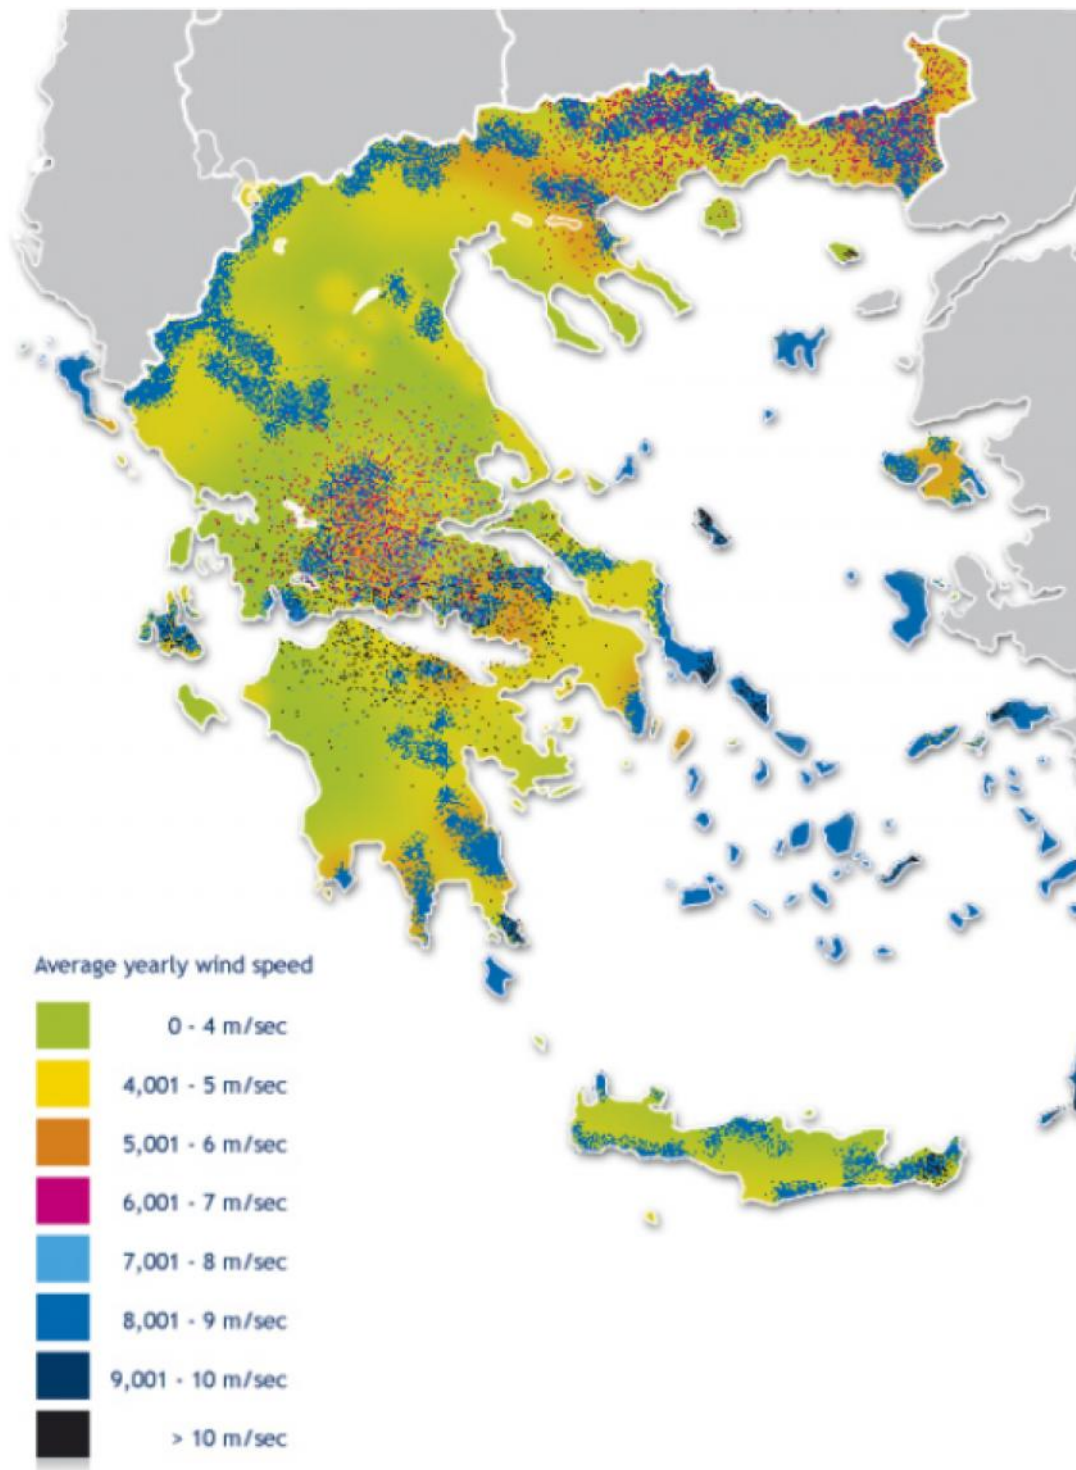 Average yearly wind speed
0 - 4 m/sec
4,001 - 5 m/sec
5,001 - 6 m/sec
6,001 - 7 m/sec
7,001 - 8 m/sec
8,001 - 9 m/sec
9,001 - 10 m/sec
> 10 m/sec